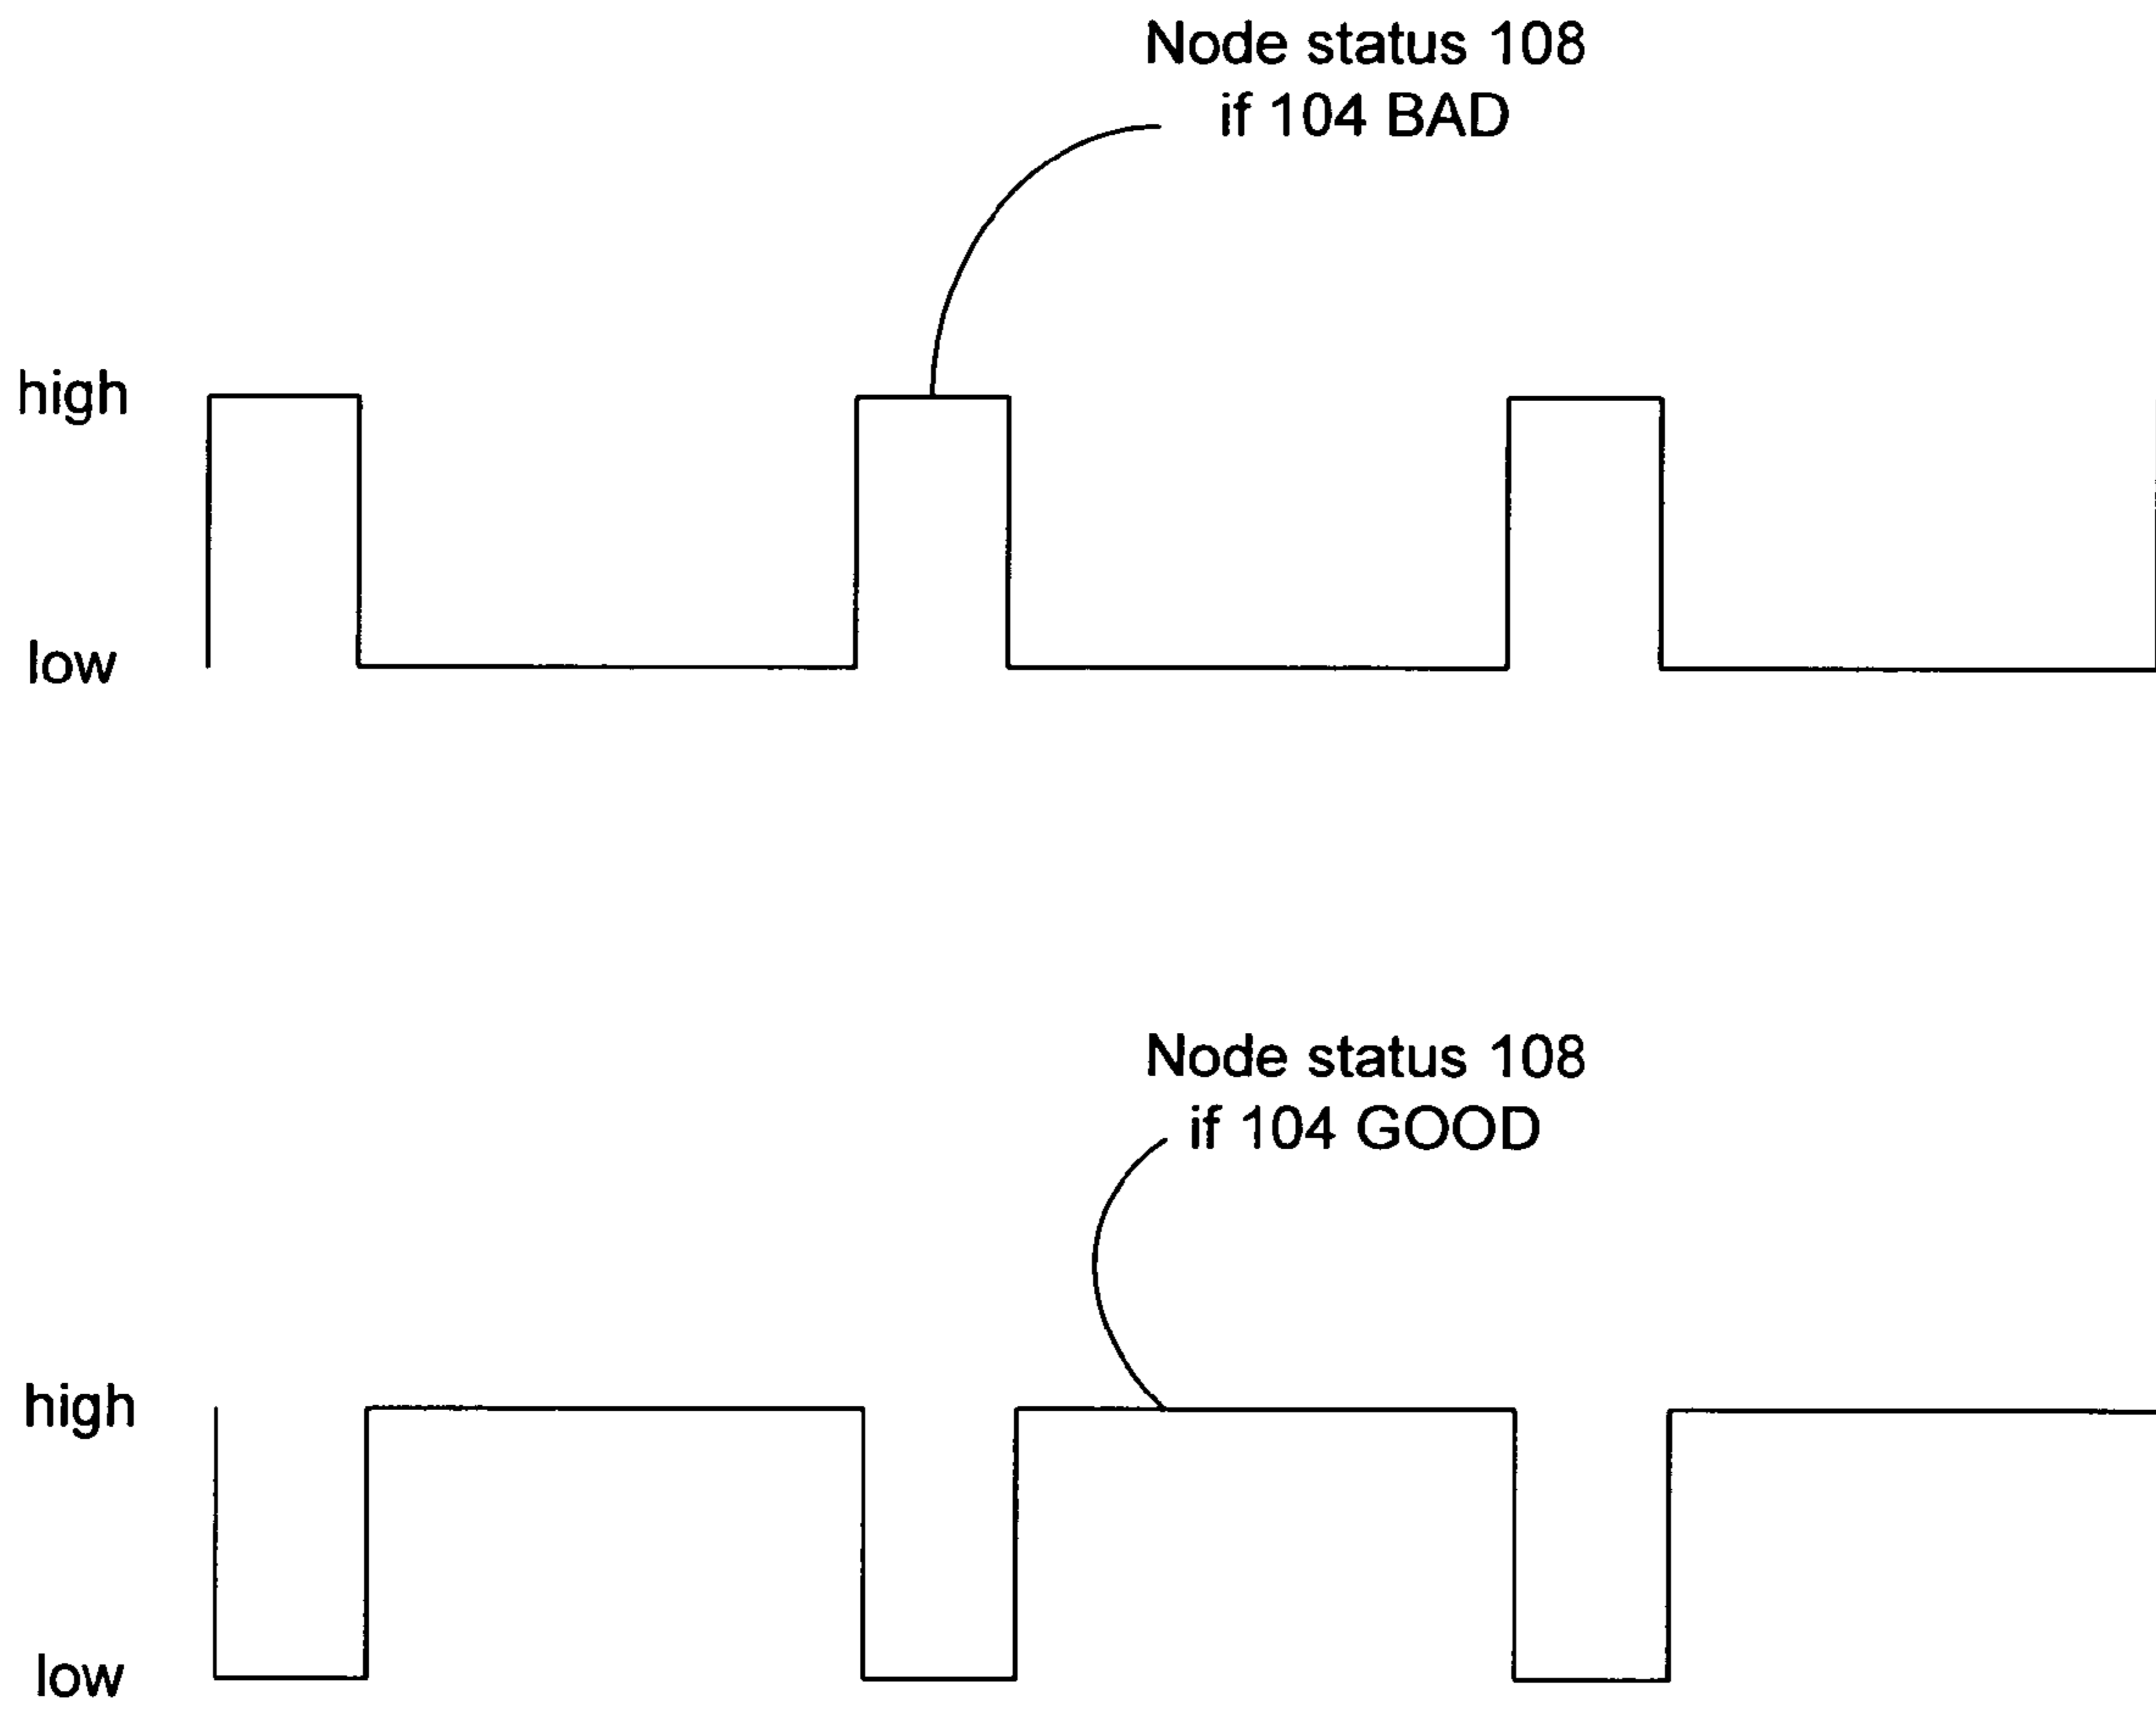 Node status 108
if 104 BAD
high
low
Node status 108
if 104 GOOD
high
low